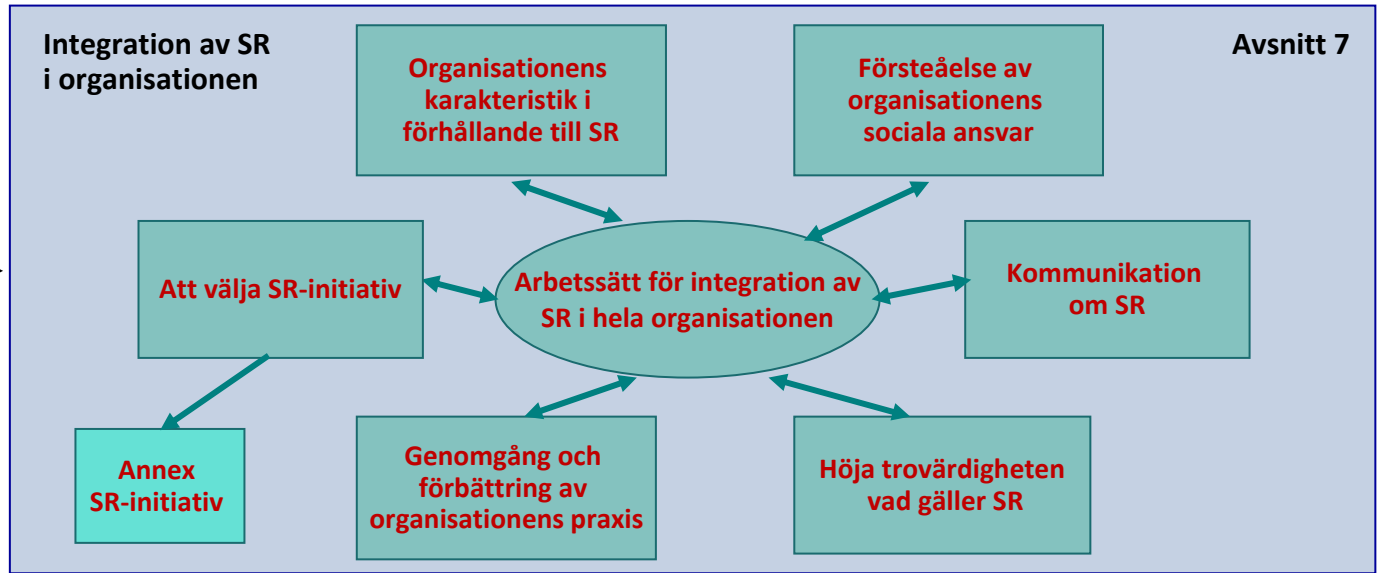 Integration av SR
i organisationen
Avsnitt 7
Organisationens
karakteristik i
förhållande till SR
Försteåelse av
organisationens
sociala ansvar
Att välja SR-initiativ
Arbetssätt för integration av
SR i hela organisationen
Kommunikation
om SR
Annex
SR-initiativ
Genomgång och
förbättring av
organisationens praxis
Höja trovärdigheten
vad gäller SR